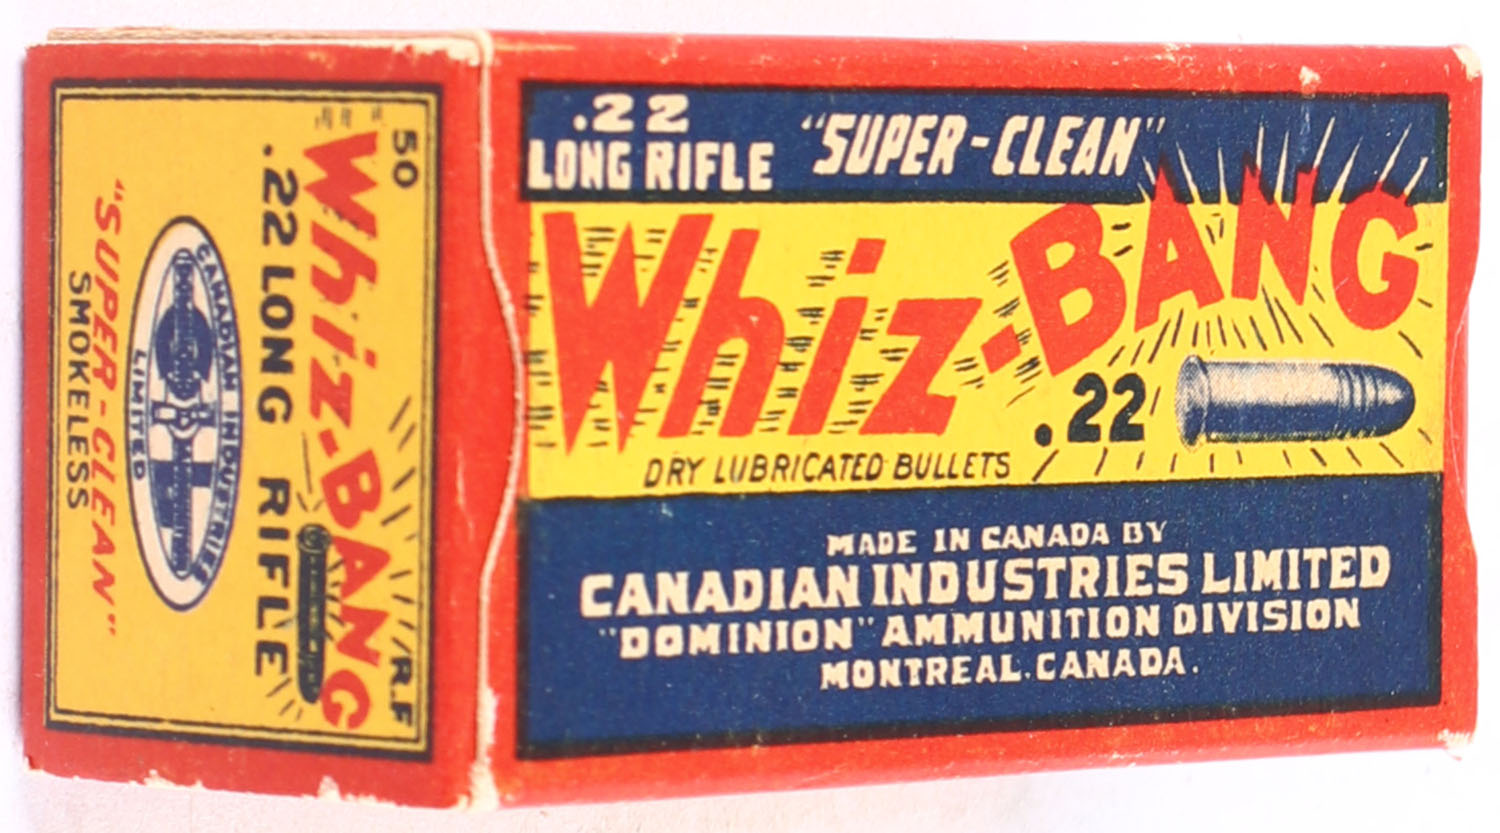 .22
LONG RIFLE
"SUPER-CLEAN"
Whiz-BANG
.22
DRY LUBRICATED BULLETS
MADE IN CANADA BY
CANADIAN INDUSTRIES LIMITED
"DOMINION" AMMUNITION DIVISION
MONTREAL.CANADA.
50
R.F
Whiz-BANG
.22 LONG RIFLE
CANADIAN INDUSTRIES
LIMITED
"SUPER-CLEAN"
SMOKELESS